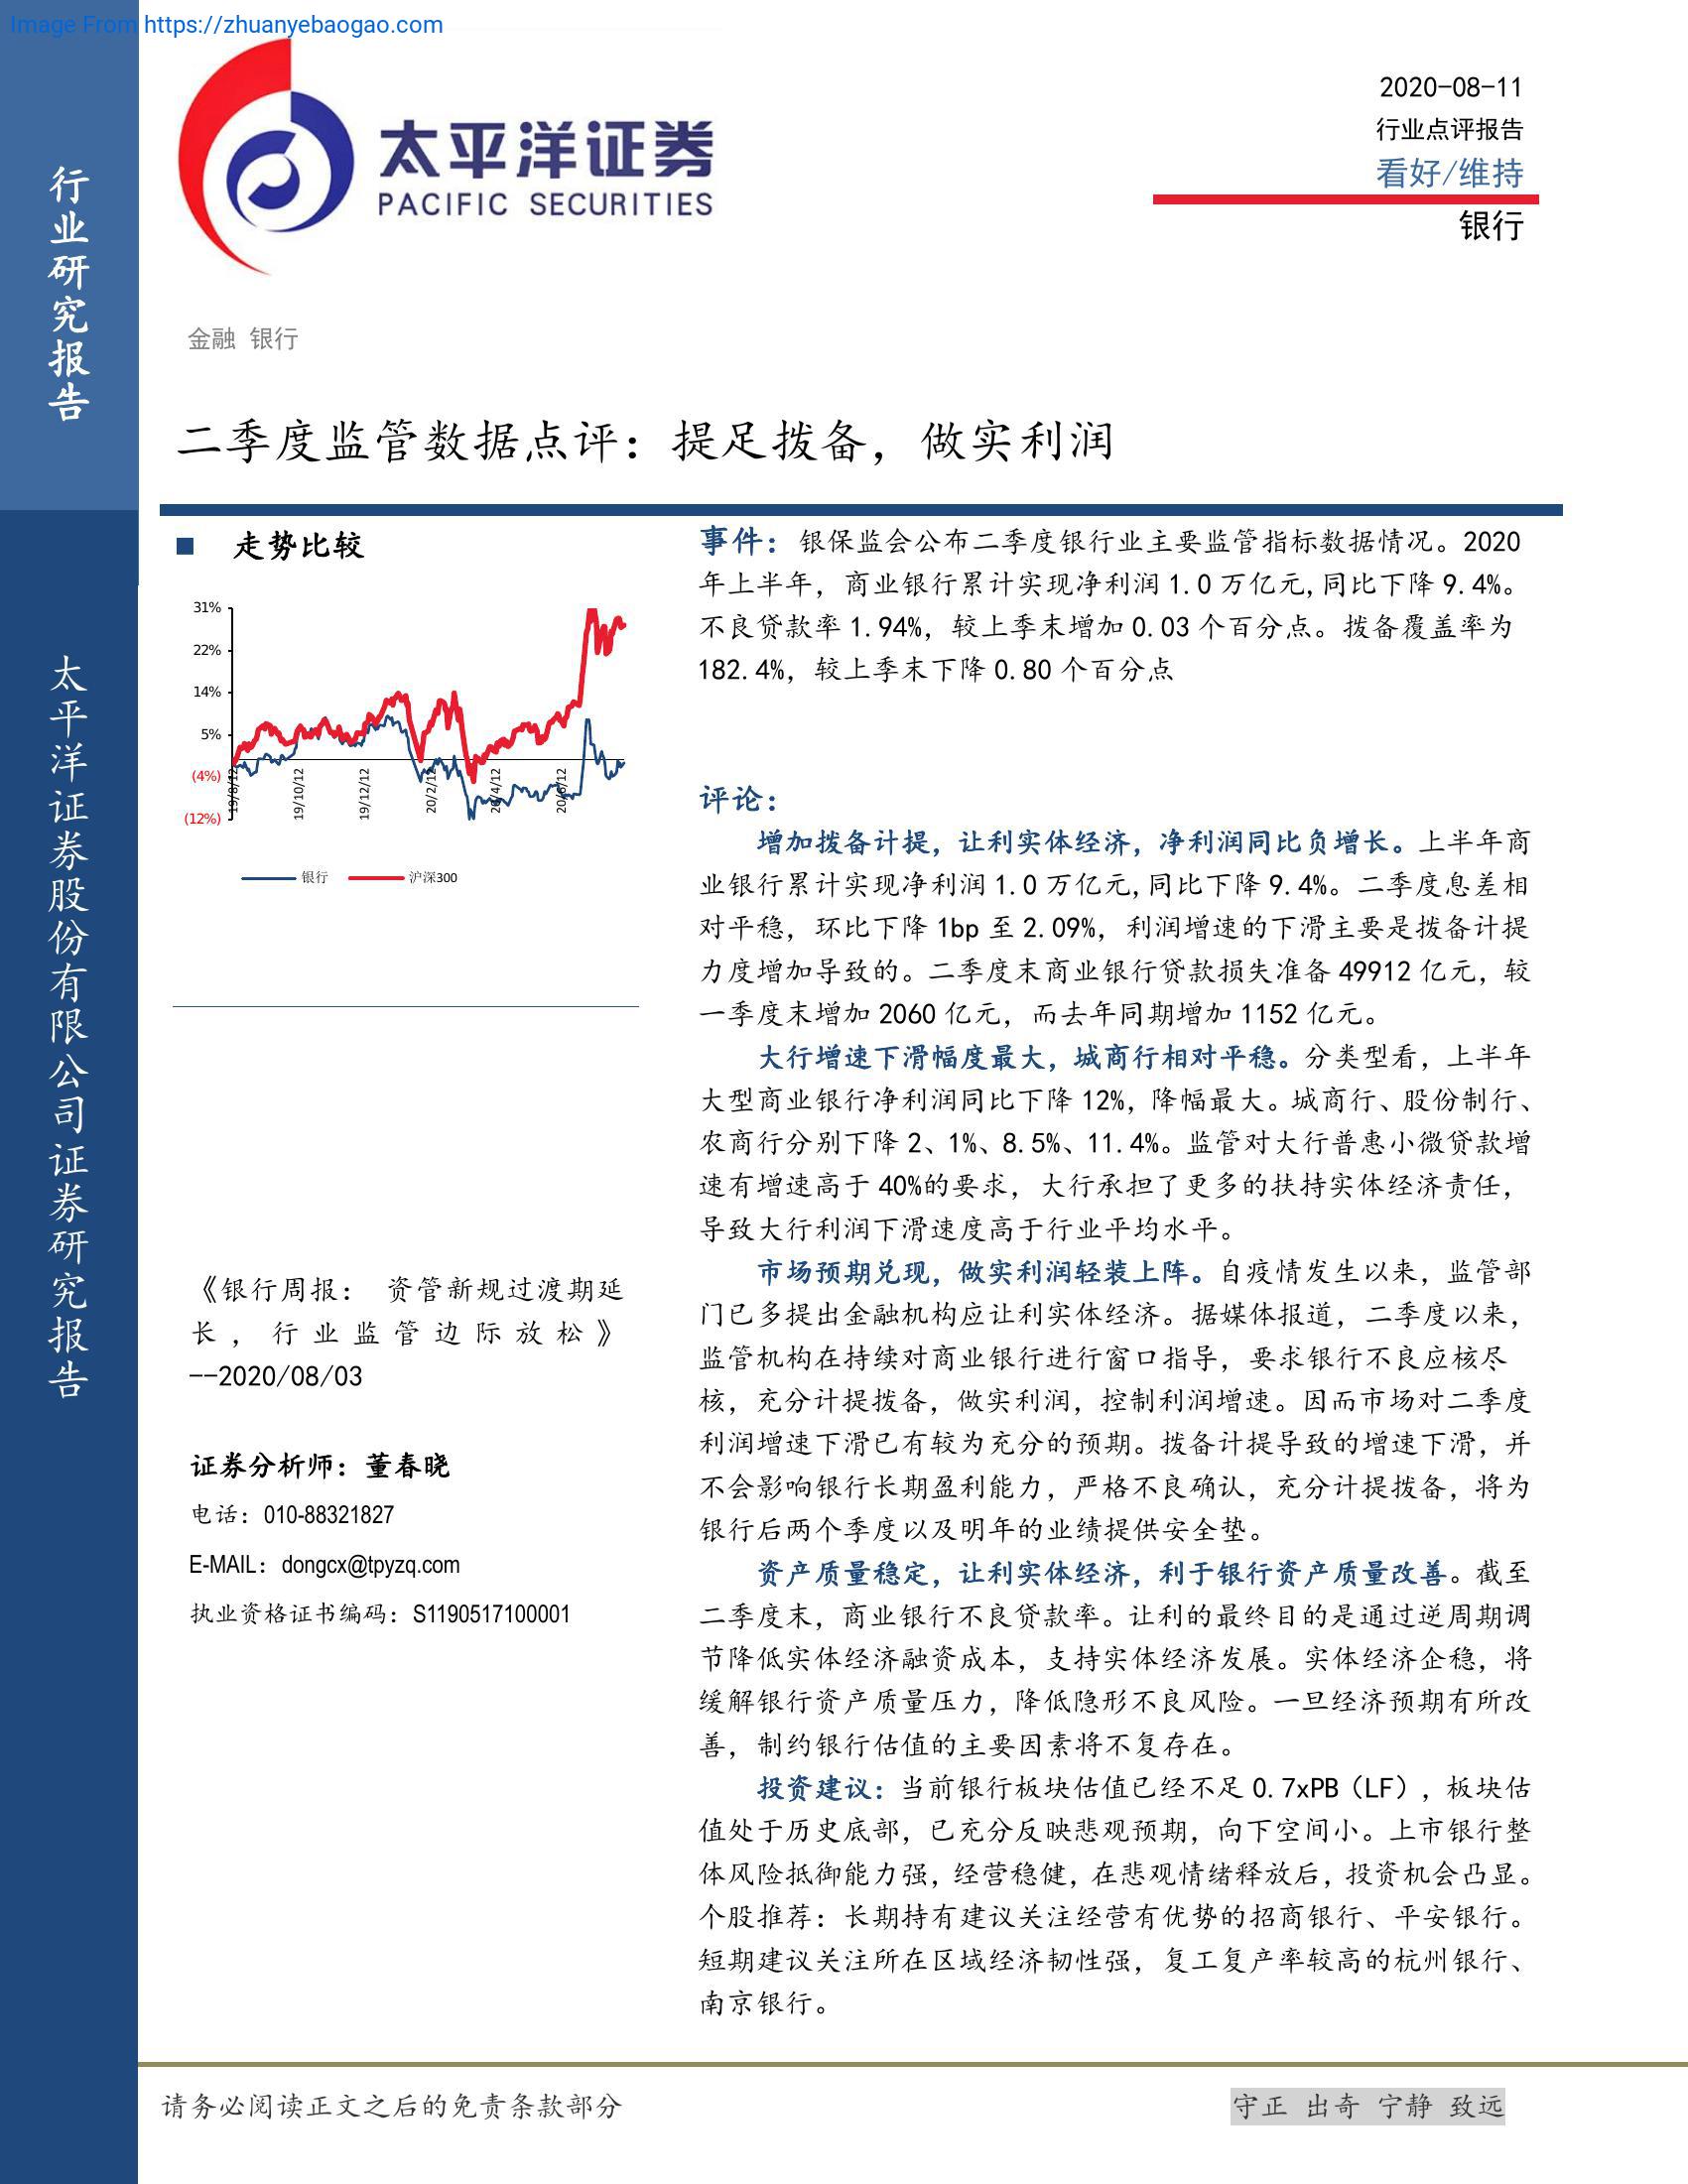 Image From https://zhuanyebaogao.com
行业研究报告
太平洋证券股份有限公司证券研究报告
太平洋证券
PACIFIC SECURITIES
2020-08-11
行业点评报告
看好/维持
银行
金融 银行
二季度监管数据点评：提足拨备，做实利润
走势比较
31%
22%
14%
5%
(4%)
(12%)
19/8/12
19/10/12
19/12/12
20/2/12
20/4/12
20/6/12
银行 沪深300
《银行周报： 资管新规过渡期延
长，行业监管边际放松》
--2020/08/03
证券分析师：董春晓
电话：010-88321827
E-MAIL：dongcx@tpyzq.com
执业资格证书编码：S1190517100001
事件：银保监会公布二季度银行业主要监管指标数据情况。2020
年上半年，商业银行累计实现净利润1.0 万亿元,同比下降 9.4%。
不良贷款率 1.94%，较上季末增加 0.03 个百分点。拨备覆盖率为
182.4%，较上季末下降 0.80 个百分点
评论：
增加拨备计提，让利实体经济，净利润同比负增长。上半年商
业银行累计实现净利润 1.0 万亿元,同比下降 9.4%。二季度息差相
对平稳，环比下降 1bp 至 2.09%，利润增速的下滑主要是拨备计提
力度增加导致的。二季度末商业银行贷款损失准备 49912 亿元，较
一季度末增加 2060 亿元，而去年同期增加 1152 亿元。
大行增速下滑幅度最大，城商行相对平稳。分类型看，上半年
大型商业银行净利润同比下降 12%，降幅最大。城商行、股份制行、
农商行分别下降 2、1%、8.5%、11.4%。监管对大行普惠小微贷款增
速有增速高于 40%的要求，大行承担了更多的扶持实体经济责任，
导致大行利润下滑速度高于行业平均水平。
市场预期兑现，做实利润轻装上阵。自疫情发生以来，监管部
门已多提出金融机构应让利实体经济。据媒体报道，二季度以来，
监管机构在持续对商业银行进行窗口指导，要求银行不良应核尽
核，充分计提拨备，做实利润，控制利润增速。因而市场对二季度
利润增速下滑已有较为充分的预期。拨备计提导致的增速下滑，并
不会影响银行长期盈利能力，严格不良确认，充分计提拨备，将为
银行后两个季度以及明年的业绩提供安全垫。
资产质量稳定，让利实体经济，利于银行资产质量改善。截至
二季度末，商业银行不良贷款率。让利的最终目的是通过逆周期调
节降低实体经济融资成本，支持实体经济发展。实体经济企稳，将
缓解银行资产质量压力，降低隐形不良风险。一旦经济预期有所改
善，制约银行估值的主要因素将不复存在。
投资建议：当前银行板块估值已经不足 0.7xPB（LF），板块估
值处于历史底部，已充分反映悲观预期，向下空间小。上市银行整
体风险抵御能力强，经营稳健，在悲观情绪释放后，投资机会凸显。
个股推荐：长期持有建议关注经营有优势的招商银行、平安银行。
短期建议关注所在区域经济韧性强，复工复产率较高的杭州银行、
南京银行。
请务必阅读正文之后的免责条款部分
守正 出奇 宁静 致远